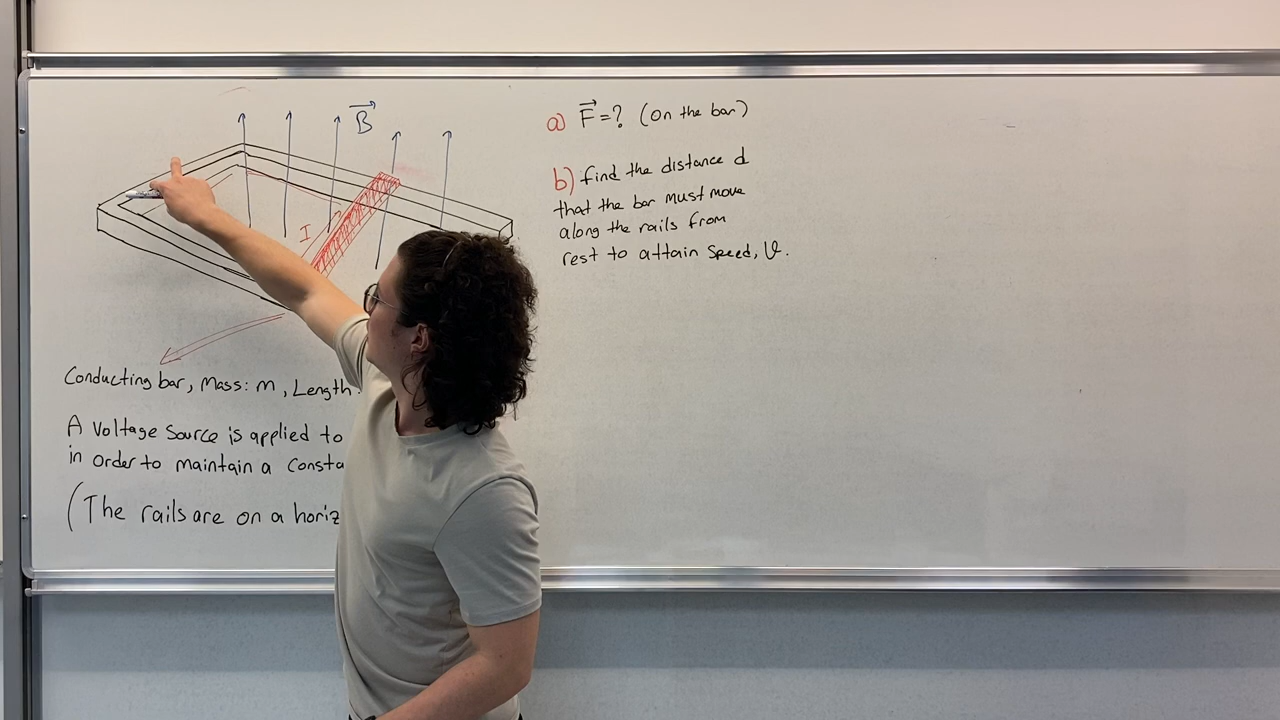 B
I
Conducting bar, Mass: m, Length
A voltage source is applied to
in order to maintain a consta
(The rails are on a horiz
a) F=? (on the bar)
b) find the distance d
that the bar must move
along the rails from
rest to attain speed, v.